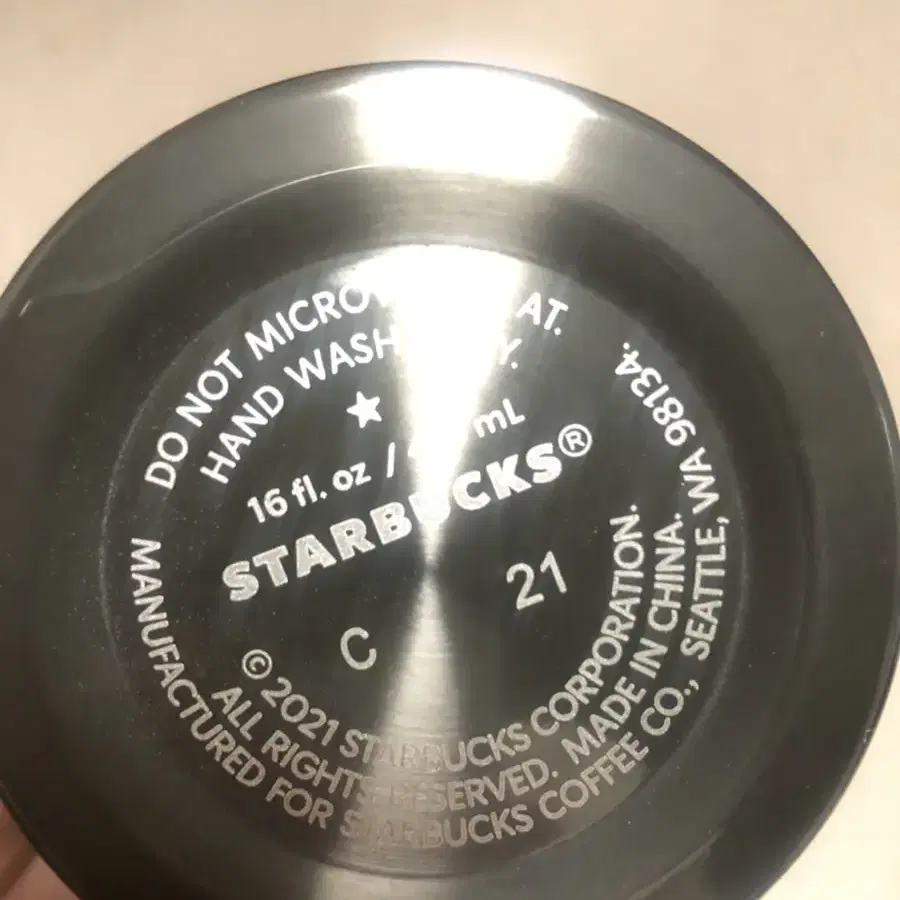 DO NOT MICRO AT.
HAND WASH
16 fl. oz / mL
STARBUCKS®
C 21
© 2021 STARBUCKS CORPORATION.
ALL RIGHTS RESERVED. MADE IN CHINA.
MANUFACTURED FOR STARBUCKS COFFEE CO., SEATTLE, WA 98134.